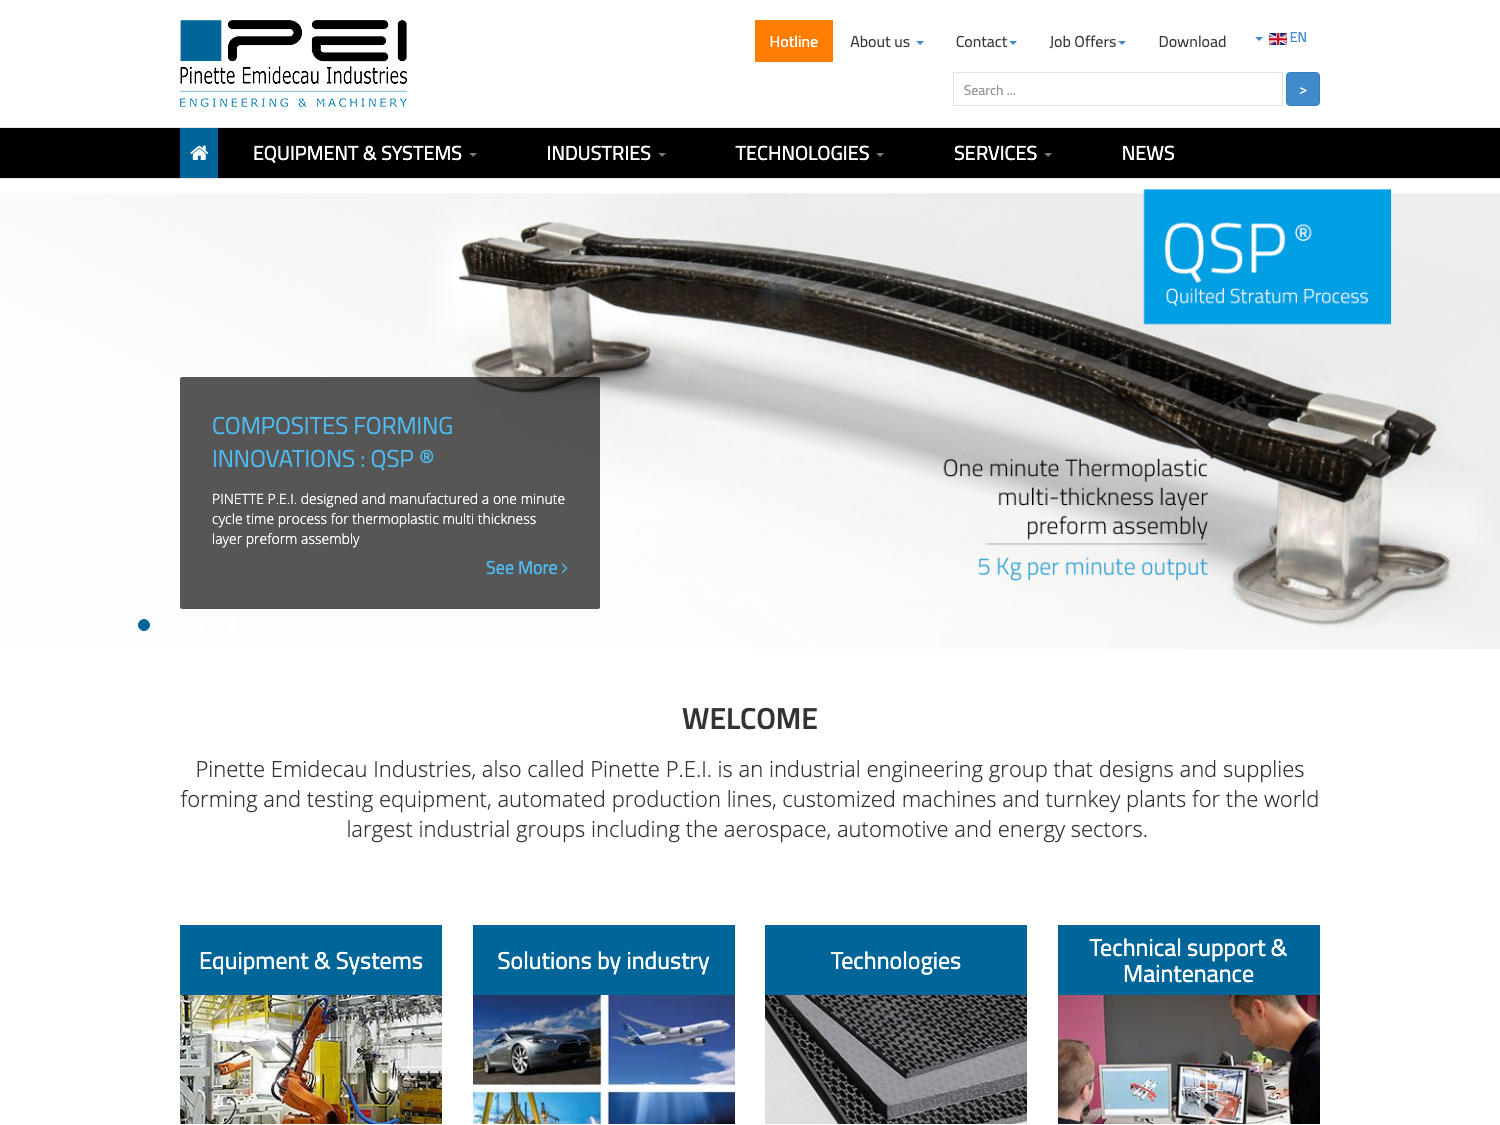 PEI
Pinette Emidecau Industries
ENGINEERING & MACHINERY
Hotline
About us
Contact
Job Offers
Download
EN
Search ...
>
EQUIPMENT & SYSTEMS
INDUSTRIES
TECHNOLOGIES
SERVICES
NEWS
QSP ®
Quilted Stratum Process
COMPOSITES FORMING
INNOVATIONS : QSP ®
PINETTE P.E.I. designed and manufactured a one minute
cycle time process for thermoplastic multi thickness
layer preform assembly
See More
One minute Thermoplastic
multi-thickness layer
preform assembly
5 Kg per minute output
WELCOME
Pinette Emidecau Industries, also called Pinette P.E.I. is an industrial engineering group that designs and supplies
forming and testing equipment, automated production lines, customized machines and turnkey plants for the world
largest industrial groups including the aerospace, automotive and energy sectors.
Equipment & Systems
Solutions by industry
Technologies
Technical support &
Maintenance